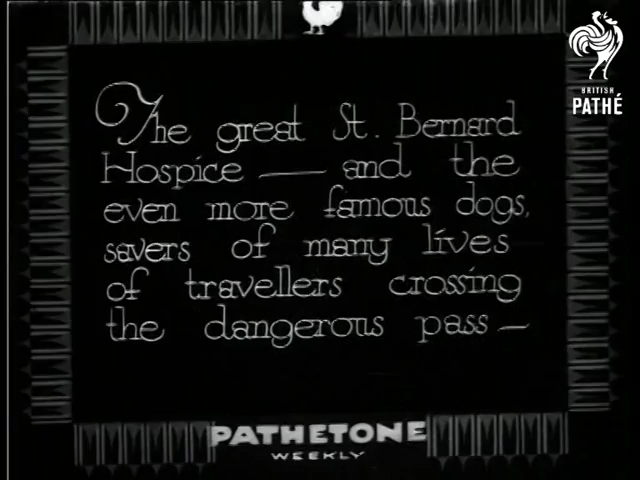 BRITISH
PATHÉ
The great St. Bernard
Hospice — and the
even more famous dogs,
savers of many lives
of travellers crossing
the dangerous pass —
PATHETONE
WEEKLY